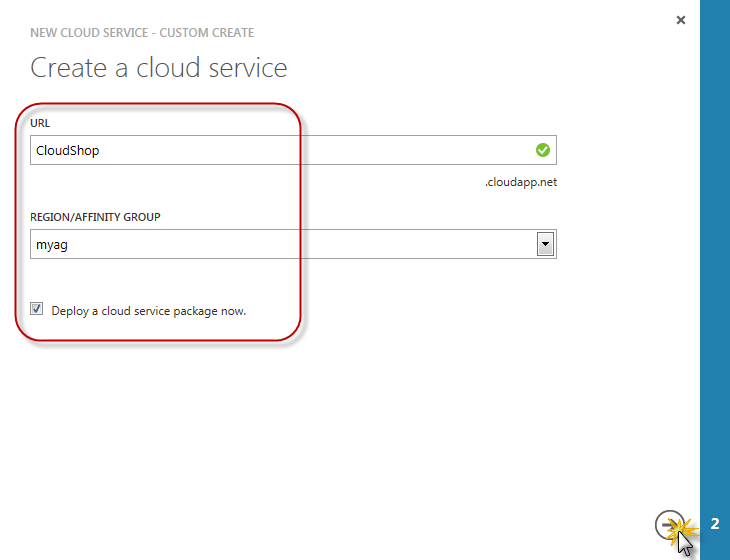 NEW CLOUD SERVICE - CUSTOM CREATE
Create a cloud service
URL
CloudShop
.cloudapp.net
REGION/AFFINITY GROUP
myag
Deploy a cloud service package now.
2